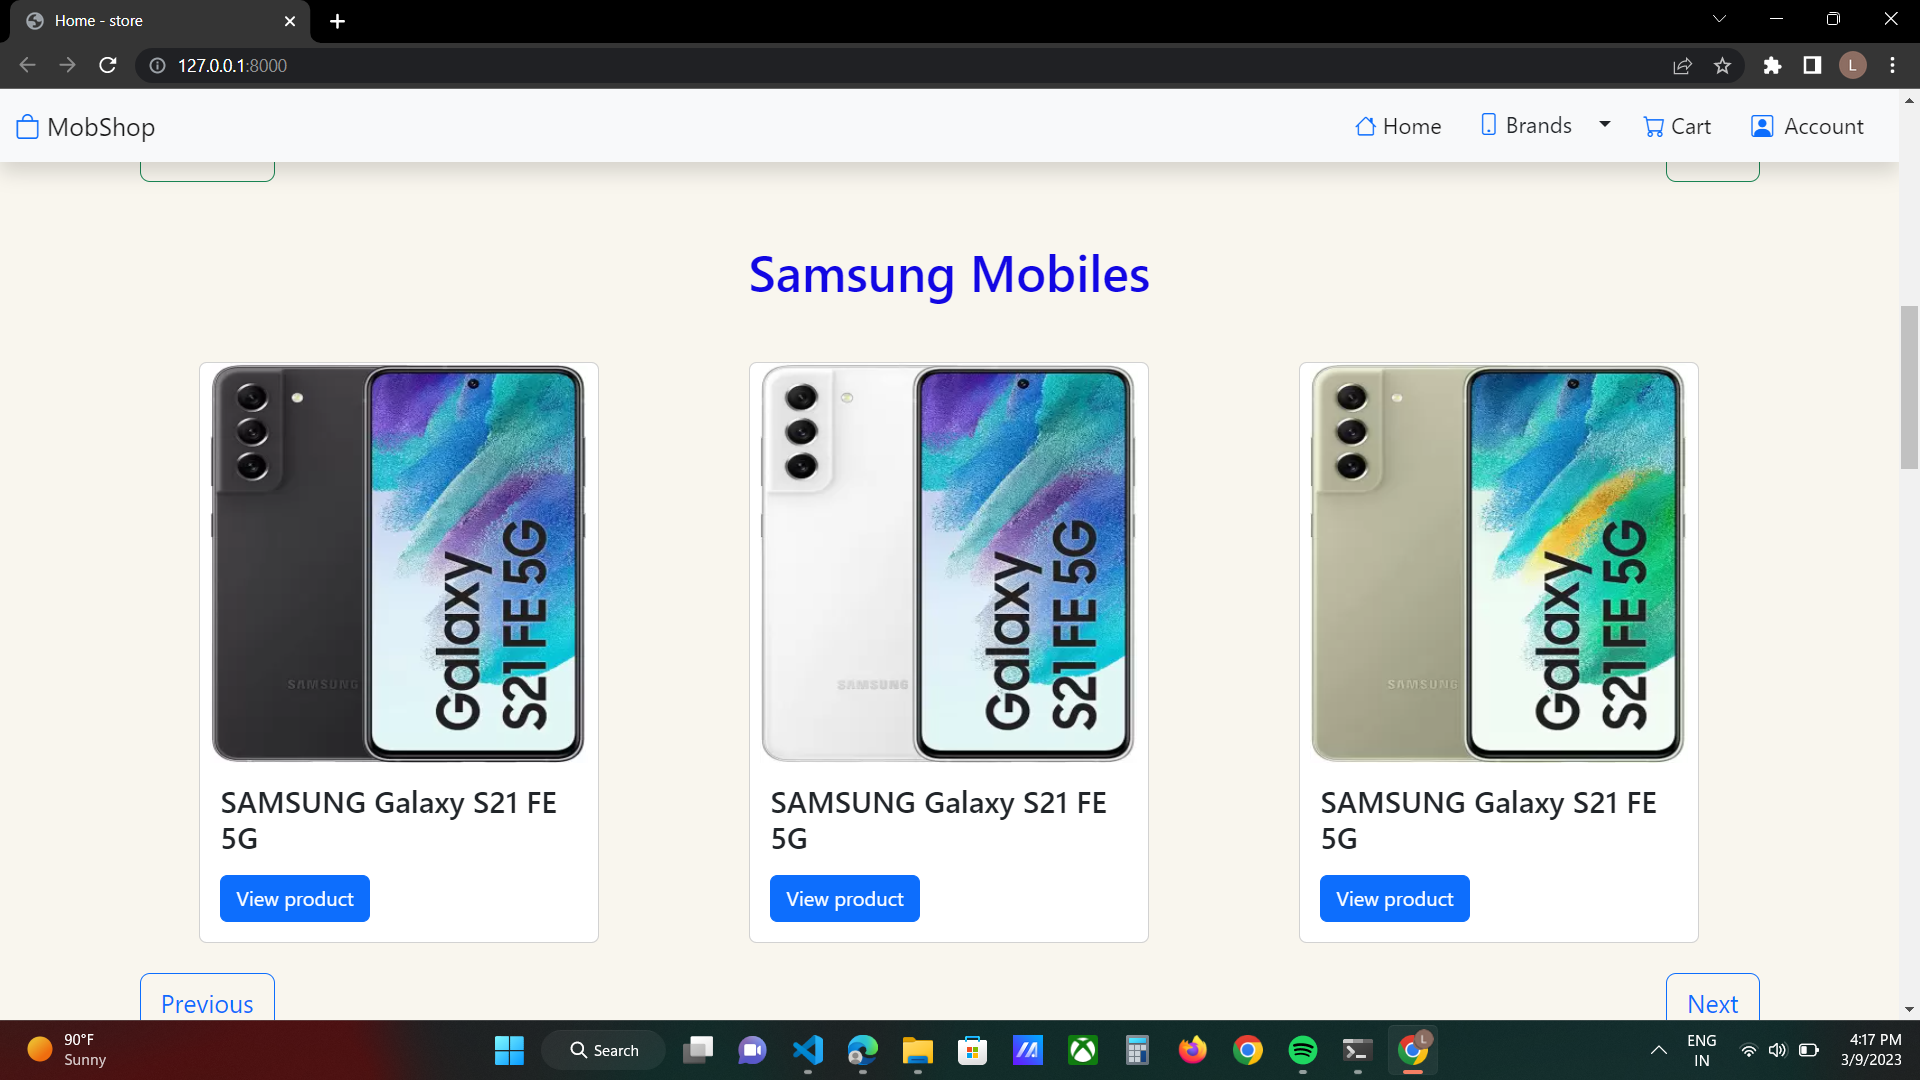 Home - store
127.0.0.1:8000
L
MobShop
Home
Brands
Cart
Account
Samsung Mobiles
SAMSUNG
Galaxy
S21 FE 5G
SAMSUNG
Galaxy
S21 FE 5G
SAMSUNG
Galaxy
S21 FE 5G
SAMSUNG Galaxy S21 FE
5G
View product
SAMSUNG Galaxy S21 FE
5G
View product
SAMSUNG Galaxy S21 FE
5G
View product
Previous
Next
90°F
Sunny
Search
L
ENG
IN
4:17 PM
3/9/2023